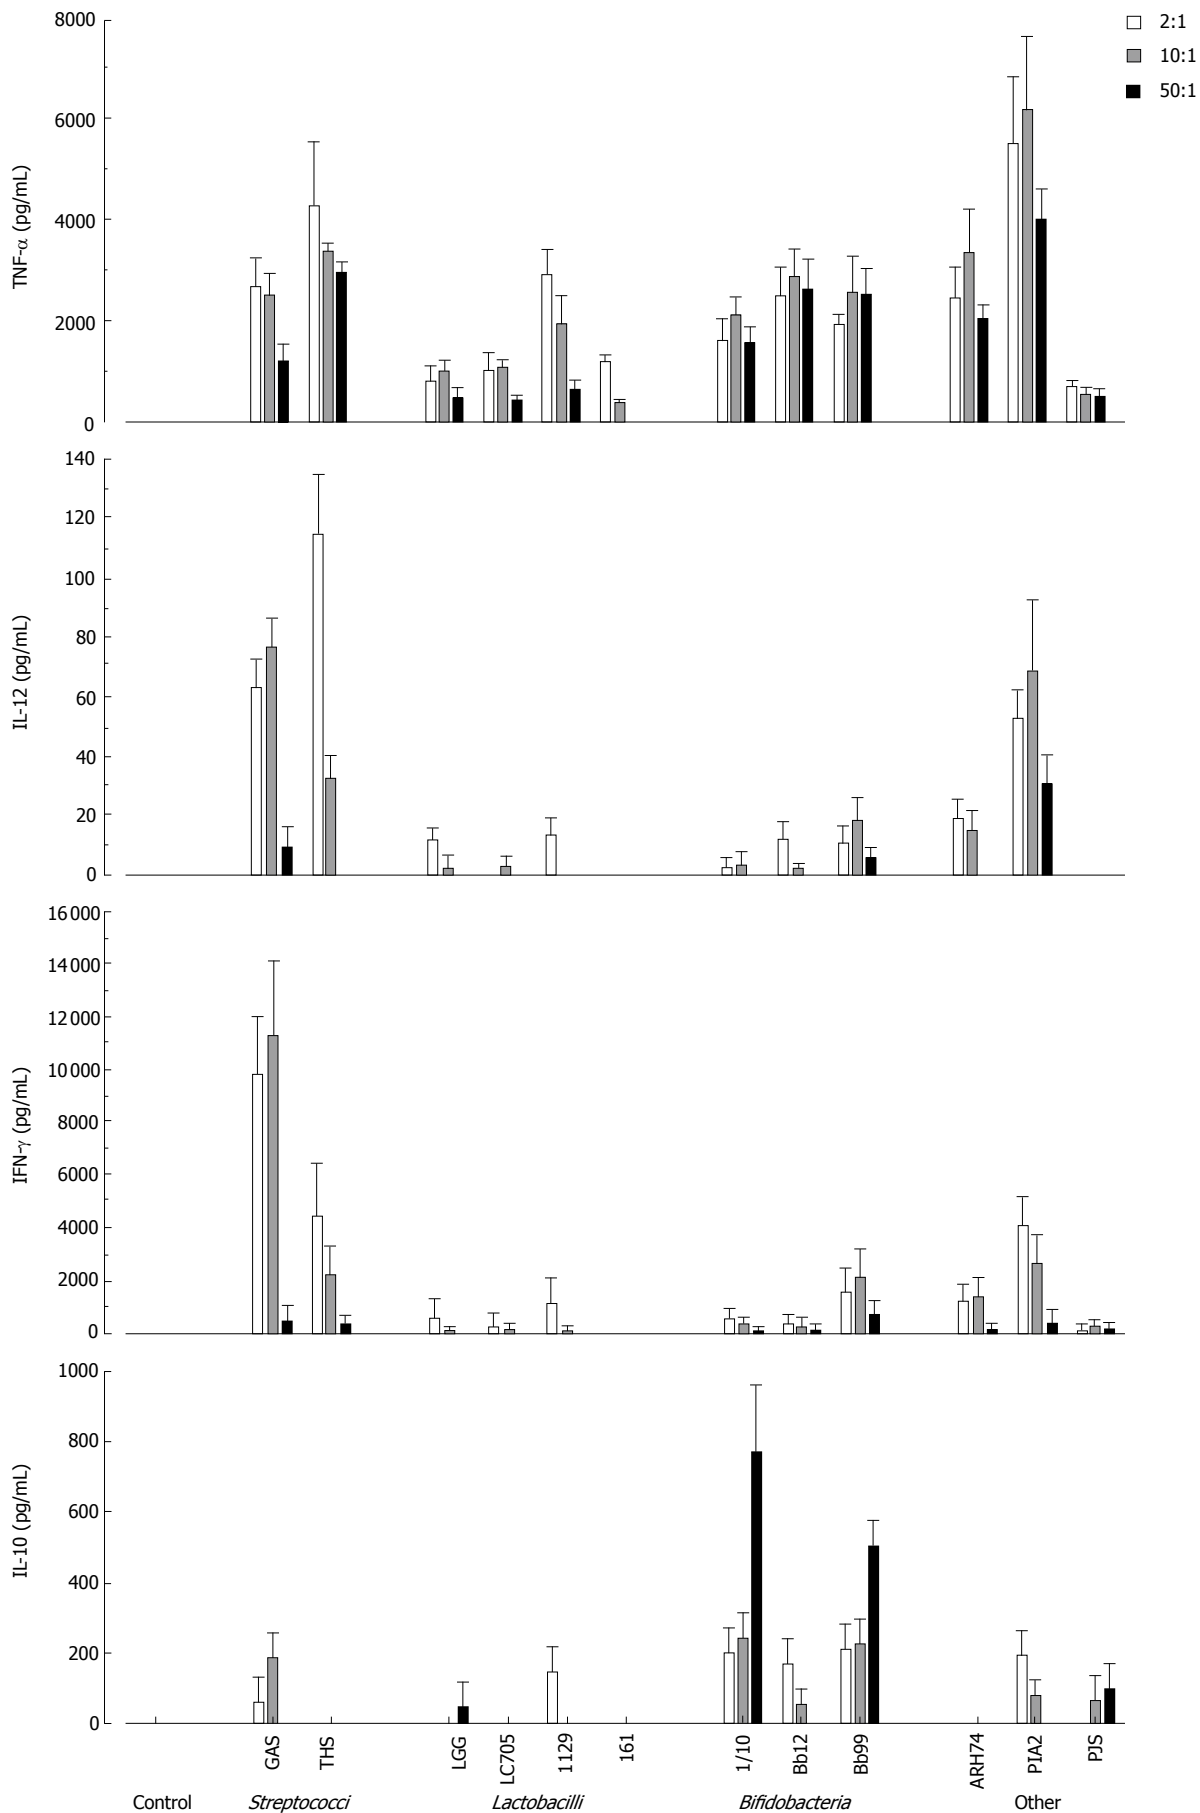 2:1
10:1
50:1
TNF-α (pg/mL)
8000
6000
4000
2000
0
IL-12 (pg/mL)
140
120
100
80
60
40
20
0
IFN-γ (pg/mL)
16 000
14 000
12 000
10 000
8000
6000
4000
2000
0
IL-10 (pg/mL)
1000
800
600
400
200
0
GAS
THS
LGG
LC705
1129
161
1/10
Bb12
Bb99
ARH74
PIA2
PJS
Control
Streptococci
Lactobacilli
Bifidobacteria
Other